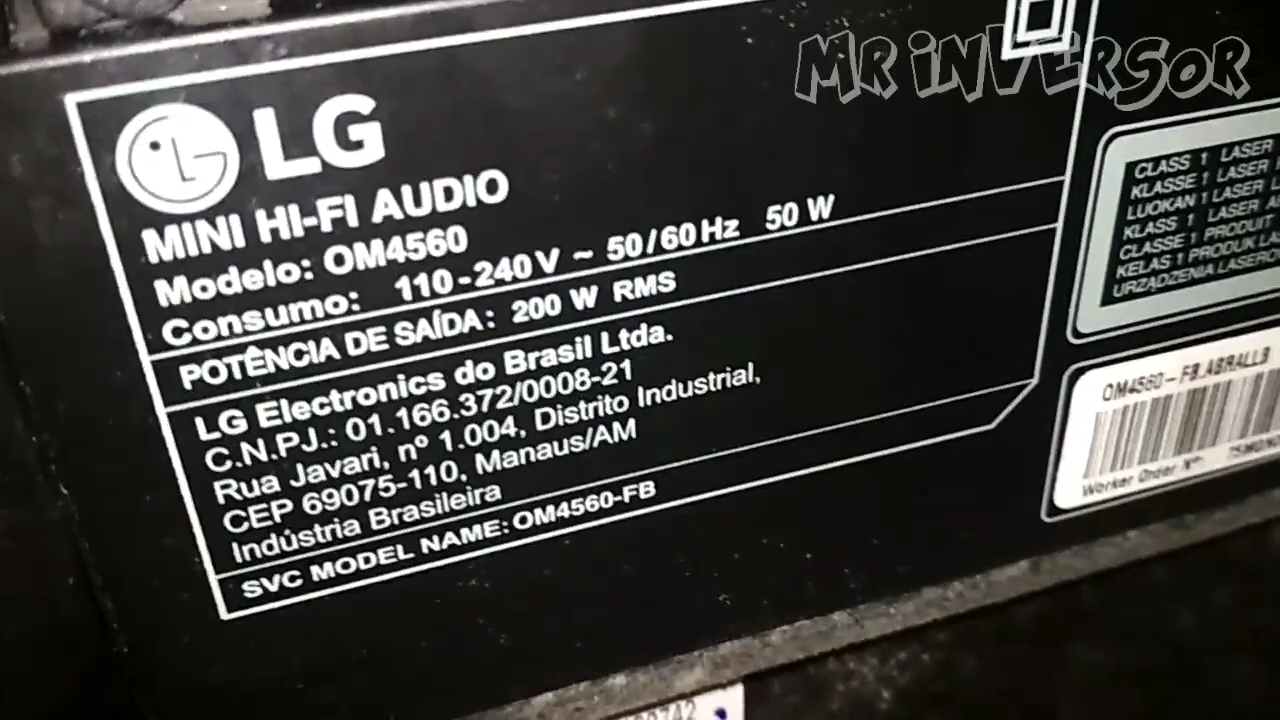 MR iNVERSOR
LG
MINI HI-FI AUDIO
Modelo: OM4560
Consumo: 110-240V ~ 50/60Hz 50 W
POTÊNCIA DE SAÍDA: 200 W RMS
LG Electronics do Brasil Ltda.
C.N.PJ.: 01.166.372/0008-21
Rua Javari, nº 1.004, Distrito Industrial,
CEP 69075-110, Manaus/AM
Indústria Brasileira
SVC MODEL NAME: OM4560-FB
CLASS 1 LASER
KLASSE 1 LASER
LUOKAN 1 LASER
KLASS 1 LASER
CLASSE 1 PRODUIT
KELAS 1 PRODUK
URZĄDZENIA
OM4560-FB.ABRALLB
Worker Order Nº: